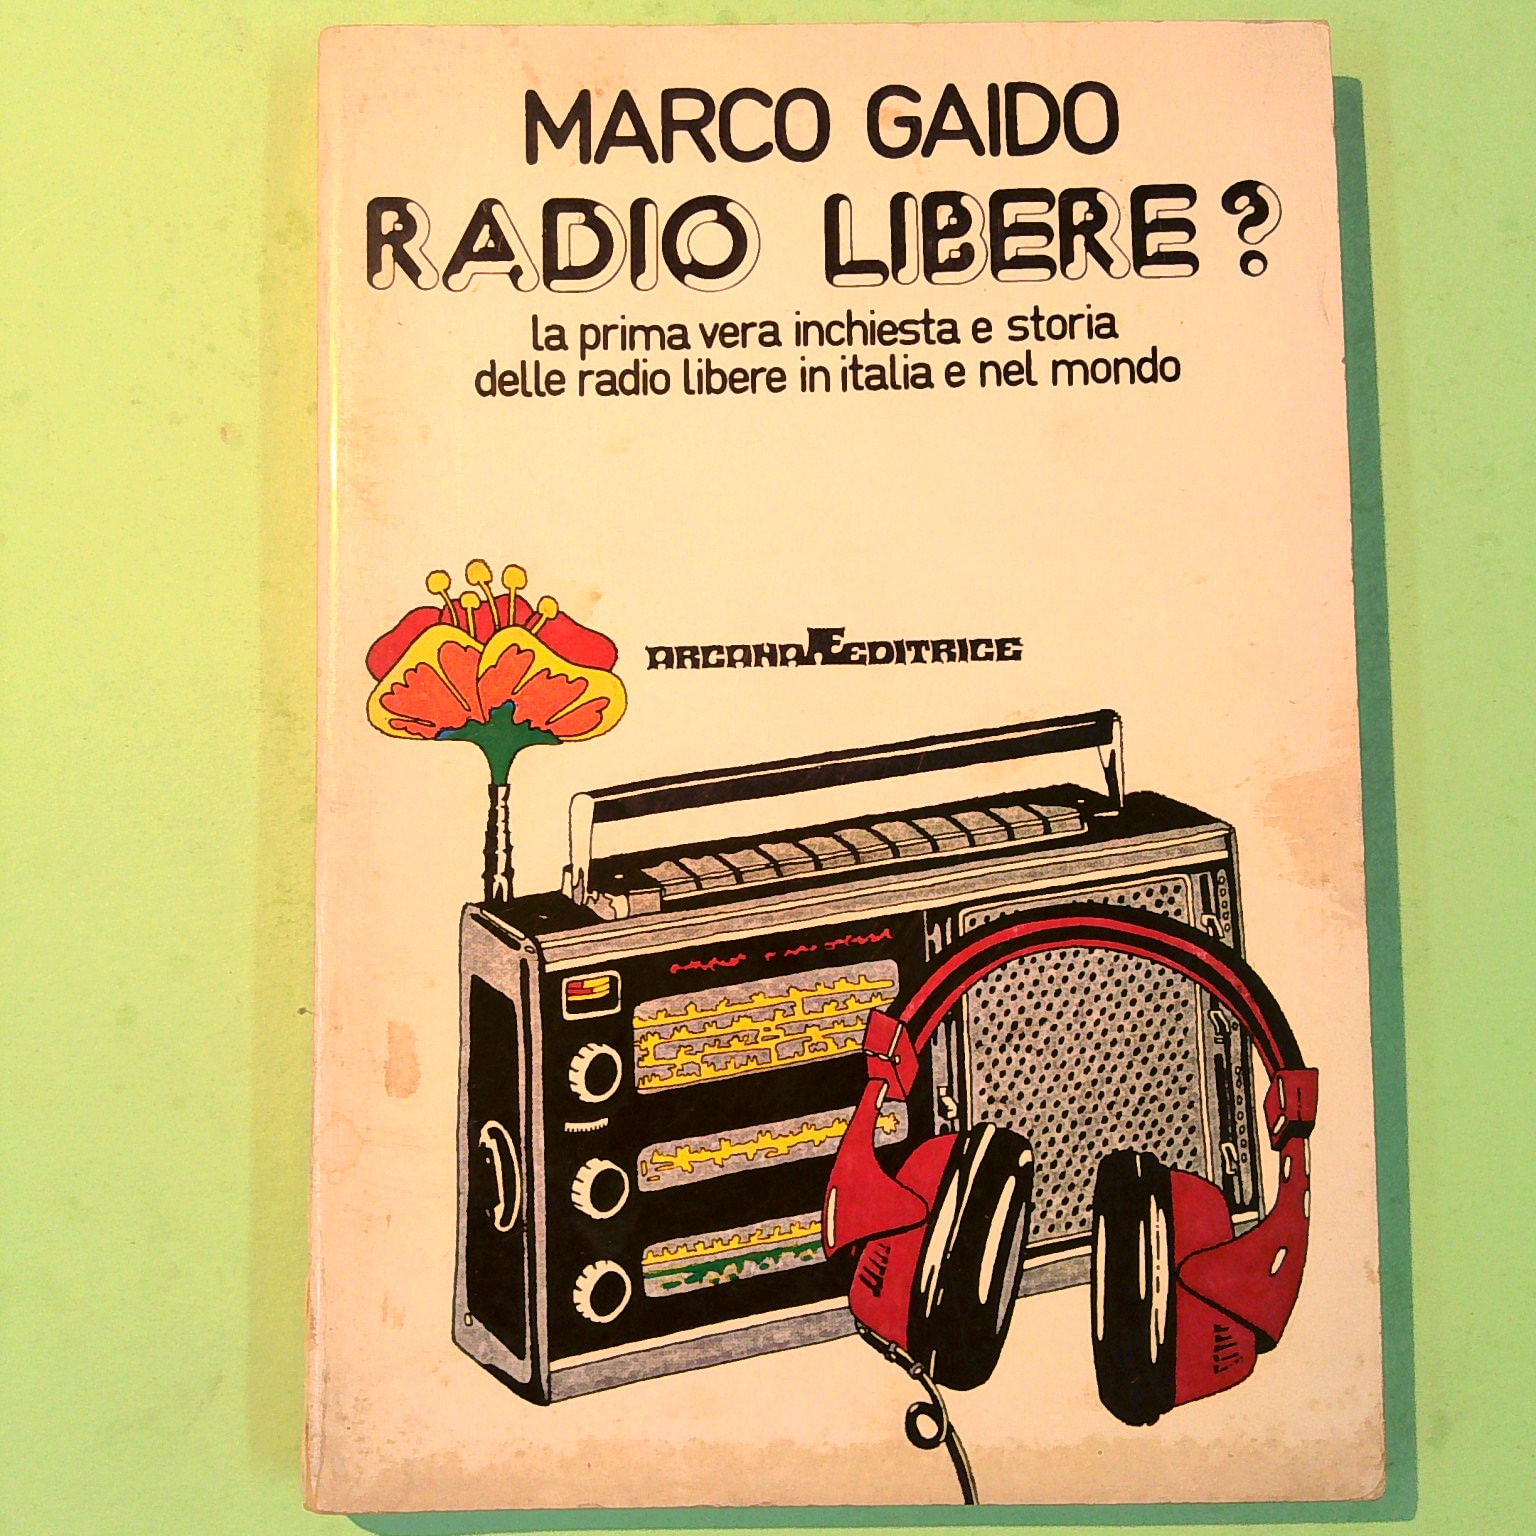 MARCO GAIDO
RADIO LIBERE?
la prima vera inchiesta e storia
delle radio libere in italia e nel mondo
ARCANA Æ EDITRICE